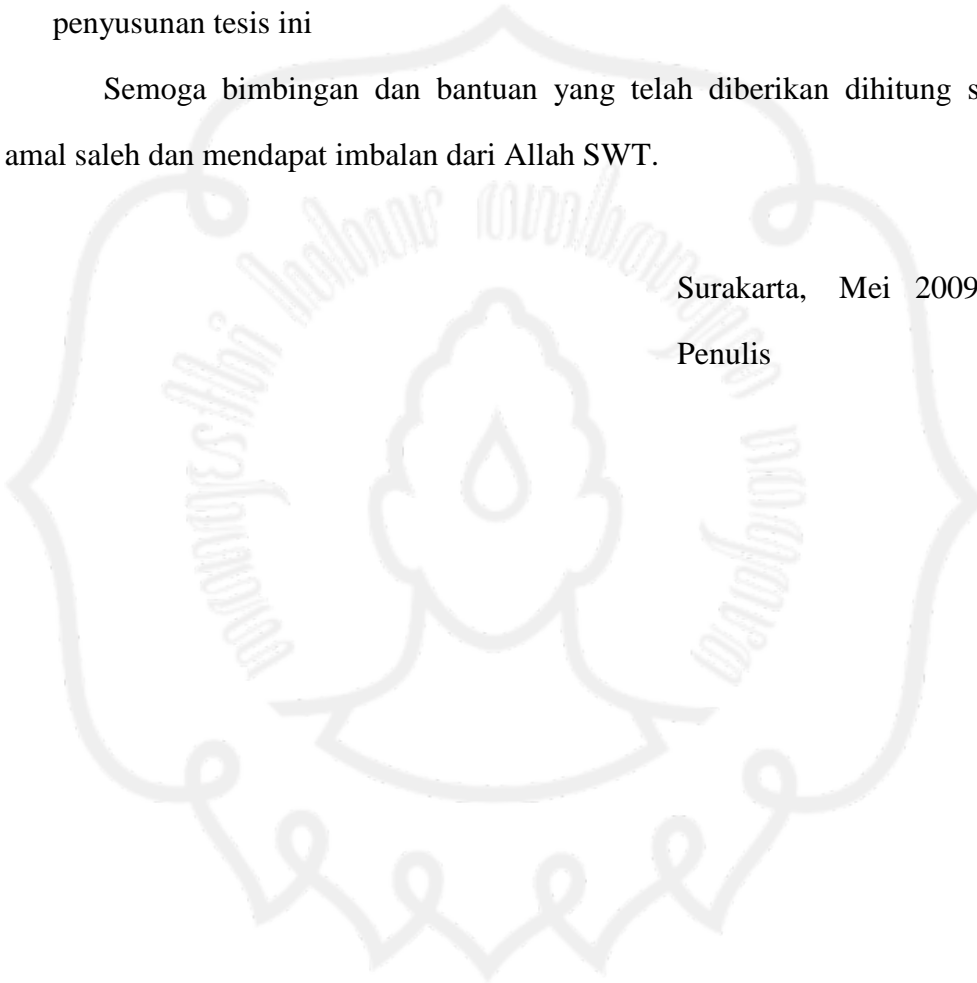 penyusunan tesis ini
Semoga bimbingan dan bantuan yang telah diberikan dihitung s
amal saleh dan mendapat imbalan dari Allah SWT.
Surakarta, Mei 2009
Penulis